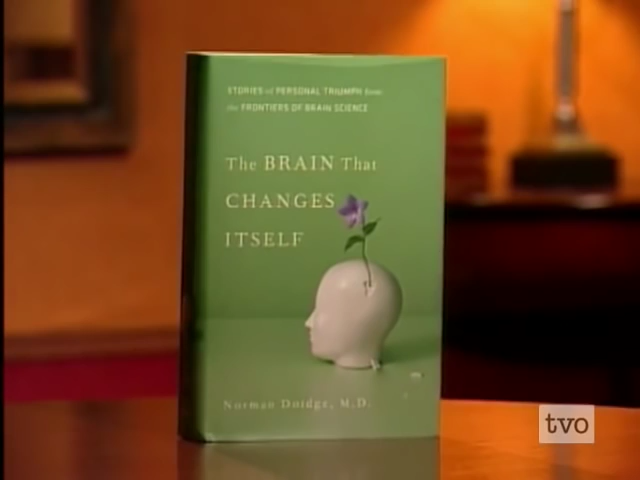 STORIES of PERSONAL TRIUMPH from
the FRONTIERS OF BRAIN SCIENCE
The BRAIN That
CHANGES
ITSELF
Norman Doidge, M.D.
tvo